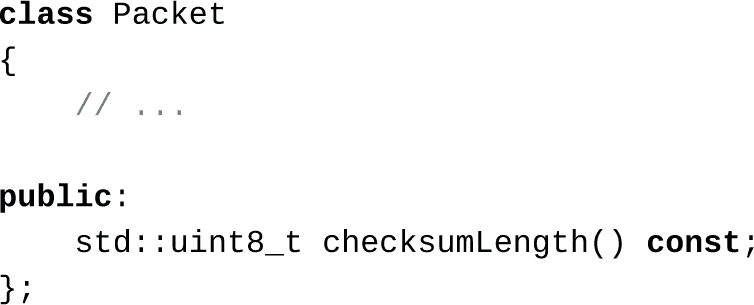 class Packet
{
    // ...

public:
    std::uint8_t checksumLength() const;
};